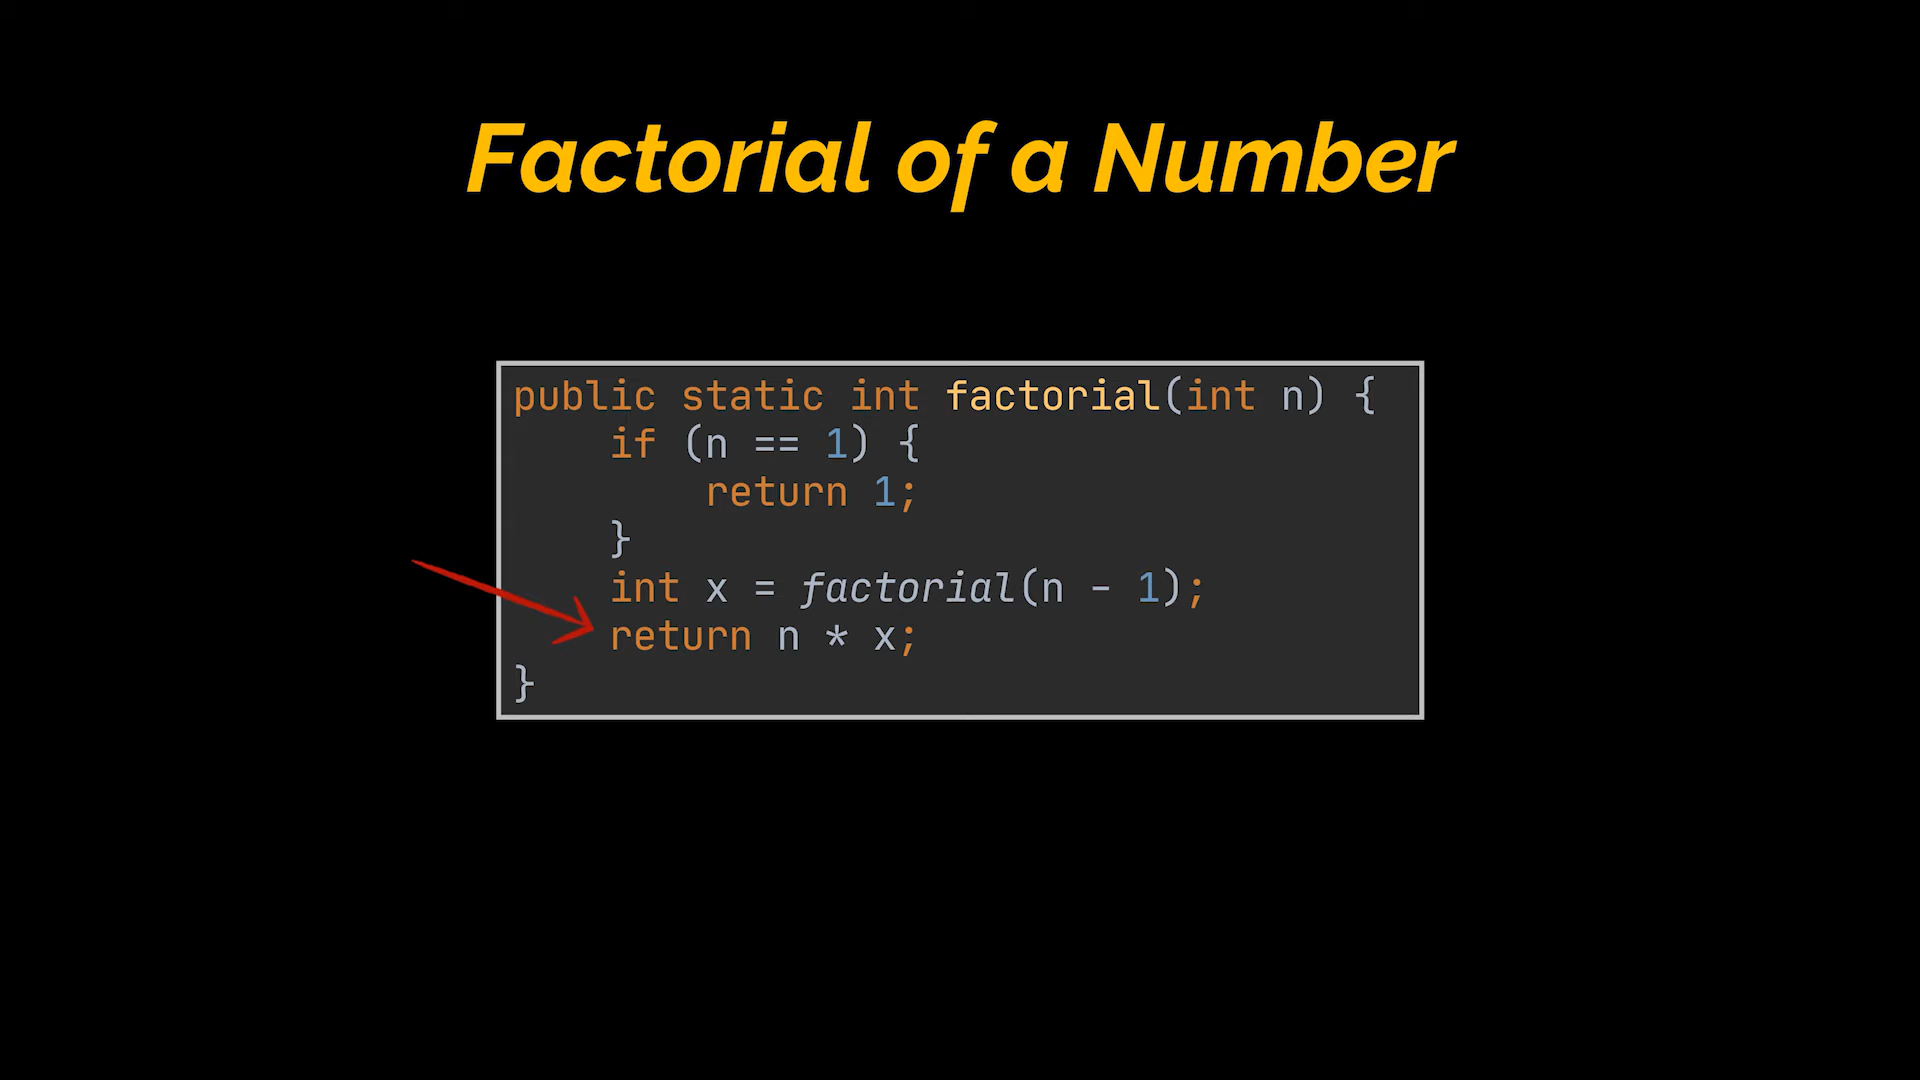 Factorial of a Number
public static int factorial(int n) {
    if (n == 1) {
        return 1;
    }
    int x = factorial(n - 1);
    return n * x;
}